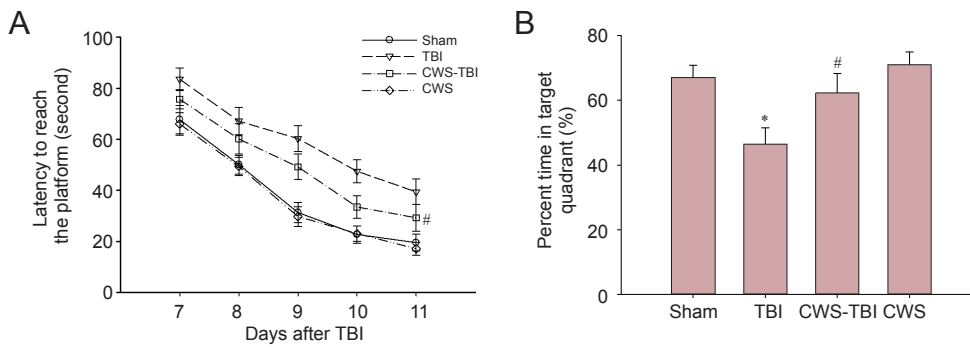 A
Latency to reach
the platform (second)
100
80
60
40
20
0
7
8
9
10
11
Days after TBI
Sham
TBI
CWS-TBI
CWS
#
B
Percent time in target
quadrant (%)
80
60
40
20
0
*
#
Sham
TBI
CWS-TBI
CWS